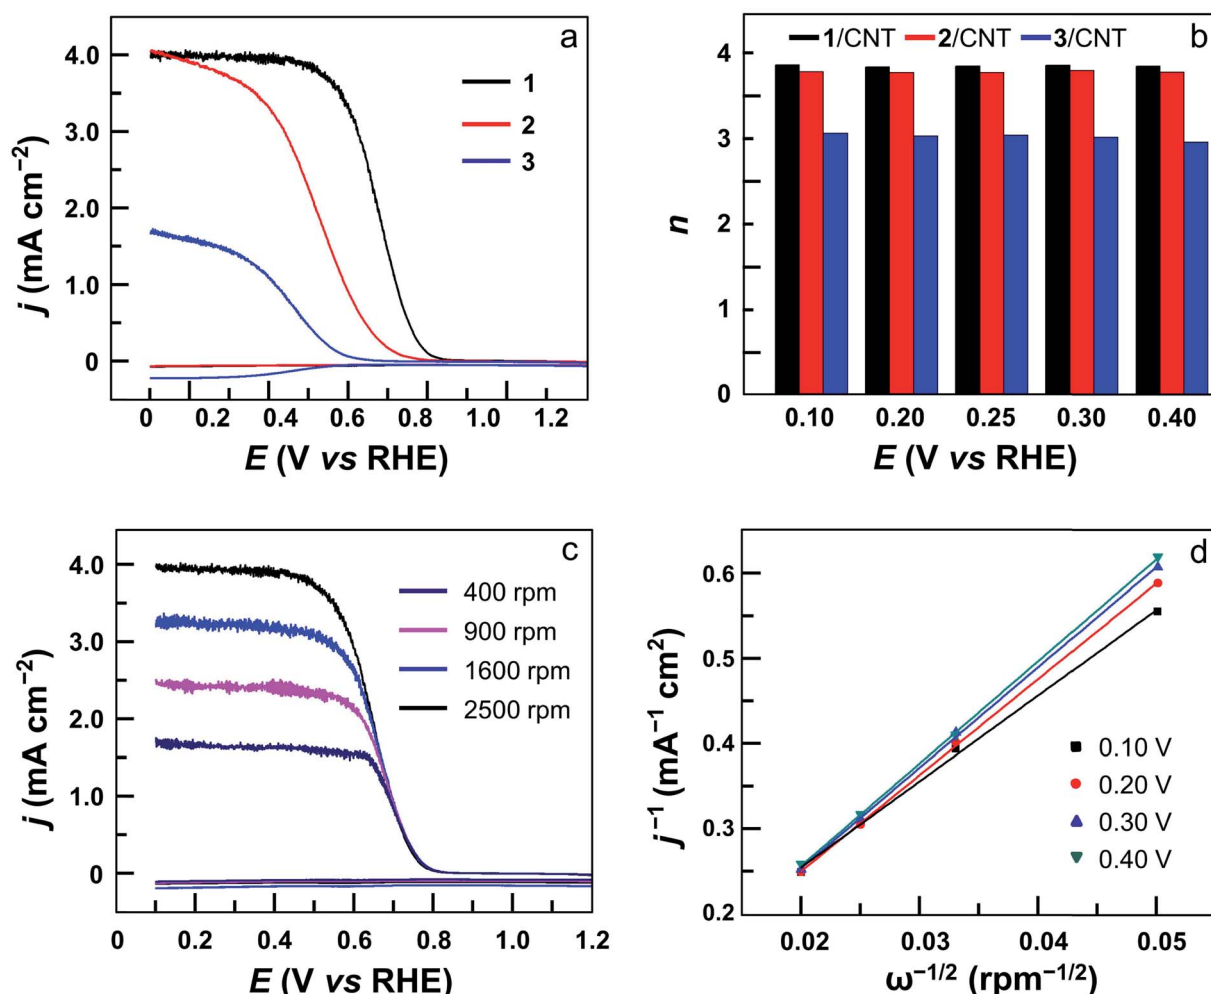 a
4.0
3.0
2.0
1.0
0
j (mA cm−2)
1
2
3
0 0.2 0.4 0.6 0.8 1.0 1.2
E (V vs RHE)
b
1/CNT 2/CNT 3/CNT
4
3
2
1
0
n
0.10 0.20 0.25 0.30 0.40
E (V vs RHE)
c
4.0
3.0
2.0
1.0
0
j (mA cm−2)
400 rpm
900 rpm
1600 rpm
2500 rpm
0 0.2 0.4 0.6 0.8 1.0 1.2
E (V vs RHE)
d
0.6
0.5
0.4
0.3
0.2
j−1 (mA−1 cm2)
0.10 V
0.20 V
0.30 V
0.40 V
0.02 0.03 0.04 0.05
ω−1/2 (rpm−1/2)